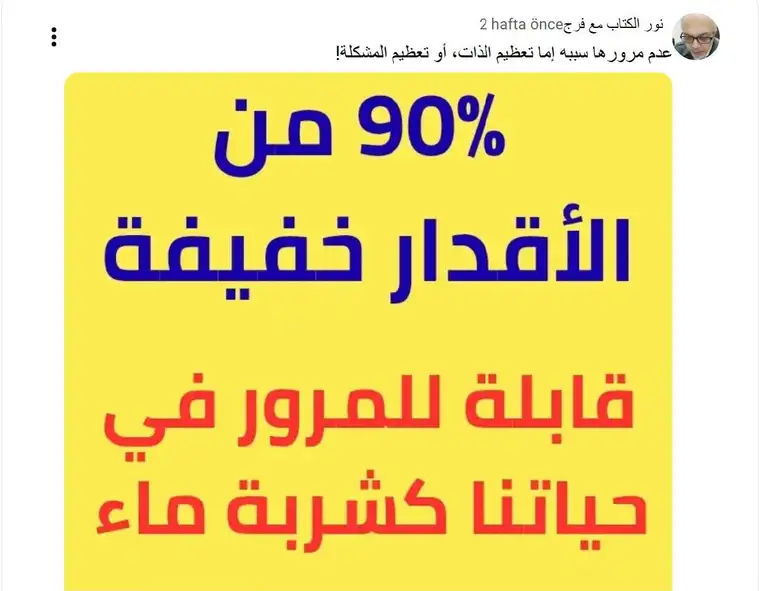 نور الكتاب مع فرج 2 hafta önce
عدم مرورها سببه إما تعظيم الذات، أو تعظيم المشكلة!
90% من
الأقدار خفيفة
قابلة للمرور في
حياتنا كشربة ماء